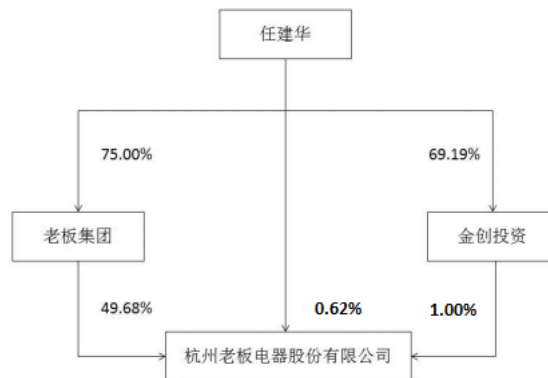 任建华
75.00%
69.19%
老板集团
金创投资
49.68%
0.62%
1.00%
杭州老板电器股份有限公司